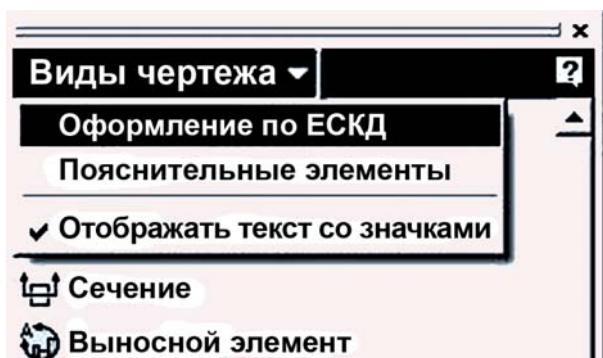 Виды чертежа
Оформление по ЕСКД
Пояснительные элементы
Отображать текст со значками
Сечение
Выносной элемент